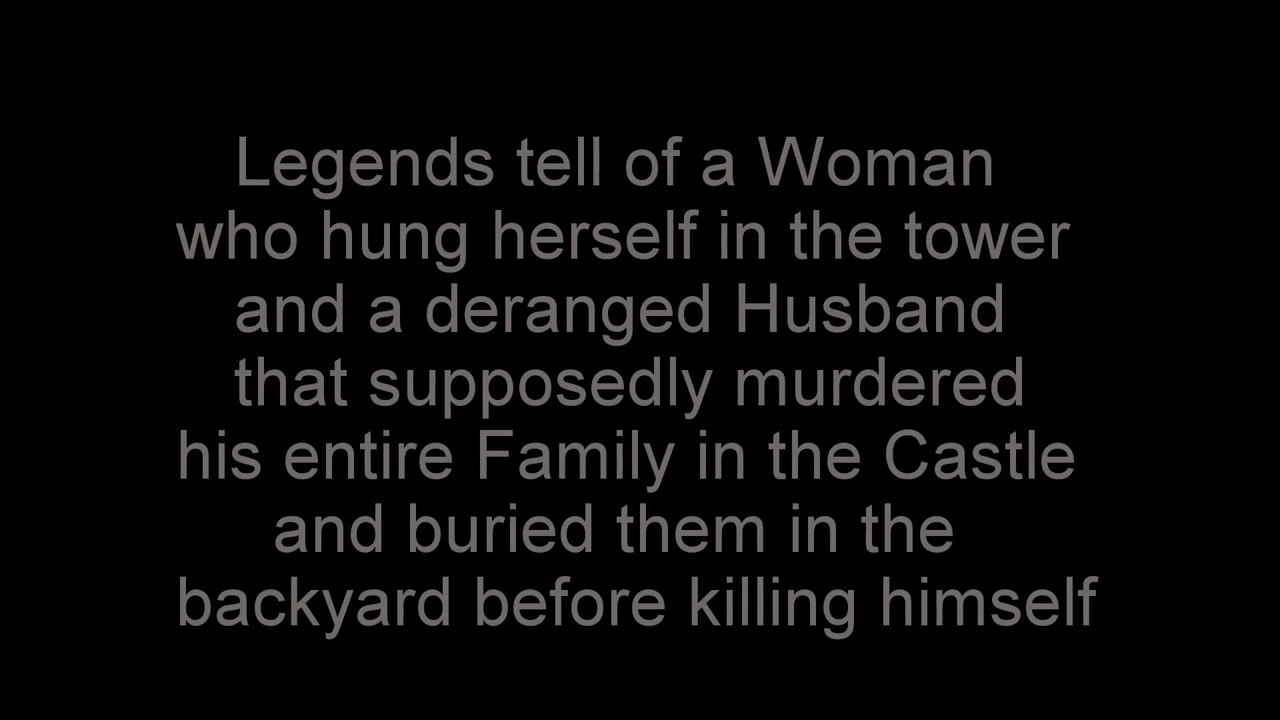 Legends tell of a Woman
who hung herself in the tower
and a deranged Husband
that supposedly murdered
his entire Family in the Castle
and buried them in the
backyard before killing himself